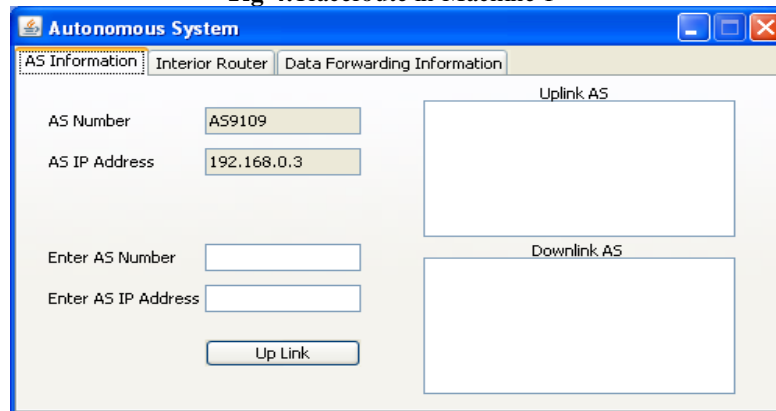 Autonomous System
AS Information Interior Router Data Forwarding Information
Uplink AS
AS Number AS9109
AS IP Address 192.168.0.3
Downlink AS
Enter AS Number
Enter AS IP Address
Up Link